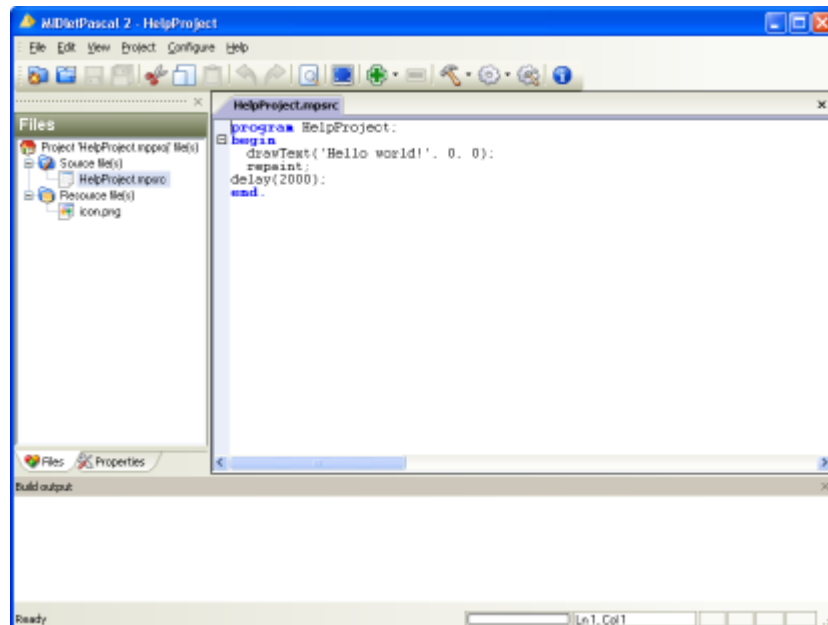 MIDletPascal 2 - HelpProject
File Edit View Project Configure Help
Files
HelpProject.mpsrc
Project 'HelpProject.mpproj' file(s)
Source file(s)
HelpProject.mpsrc
Resource file(s)
icon.png
program HelpProject;
begin
drawText('Hello world!', 0, 0);
repaint;
delay(2000);
end.
Files Properties
Build output:
Ready Ln 1, Col 1